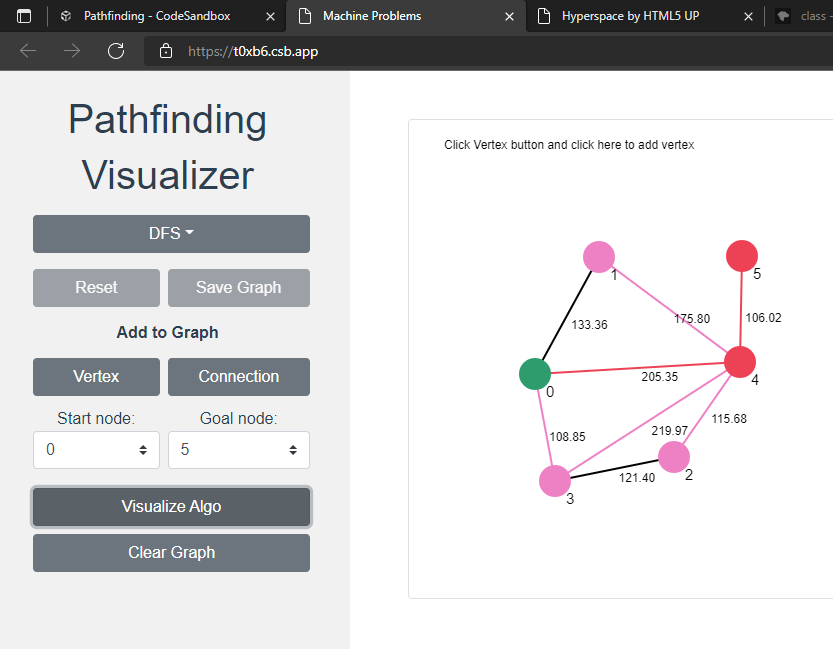 Pathfinding - CodeSandbox
Machine Problems
Hyperspace by HTML5 UP
class -
https://t0xb6.csb.app
Pathfinding
Visualizer
DFS
Reset
Save Graph
Add to Graph
Vertex
Connection
Start node:
Goal node:
0
5
Visualize Algo
Clear Graph
Click Vertex button and click here to add vertex
1
5
133.36
175.80
106.02
0
205.35
4
108.85
219.97
115.68
3
121.40
2